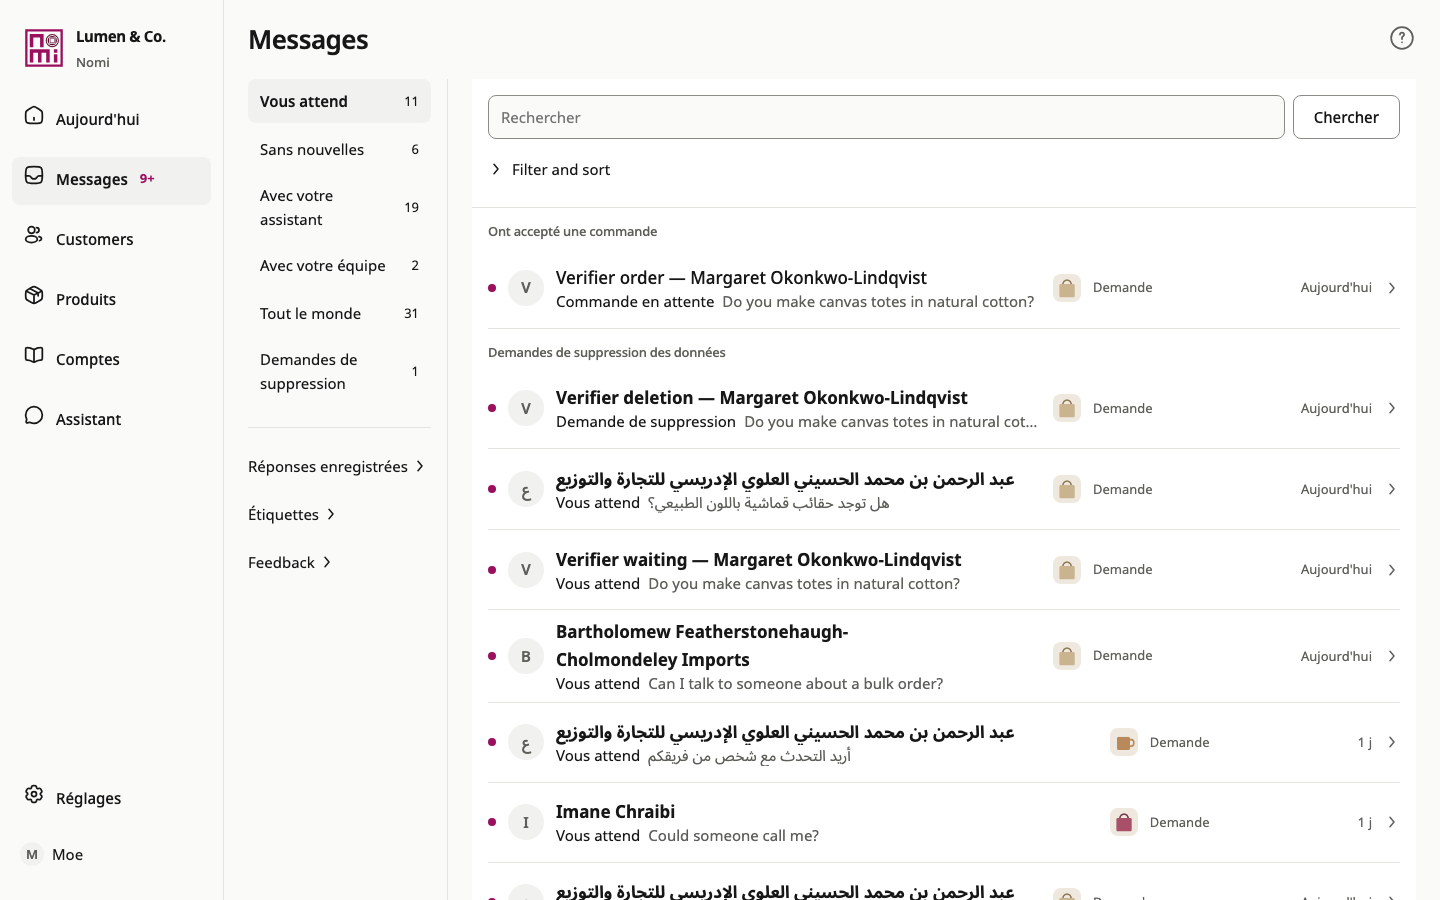 Lumen & Co.
Nomi
Aujourd'hui
Messages 9+
Customers
Produits
Comptes
Assistant
Réglages
M Moe
Messages
Vous attend 11
Sans nouvelles 6
Avec votre
assistant 19
Avec votre équipe 2
Tout le monde 31
Demandes de
suppression 1
Réponses enregistrées
Étiquettes
Feedback
Rechercher
Chercher
Filter and sort
Ont accepté une commande
V Verifier order — Margaret Okonkwo-Lindqvist
Commande en attente Do you make canvas totes in natural cotton?
Demande Aujourd'hui
Demandes de suppression des données
V Verifier deletion — Margaret Okonkwo-Lindqvist
Demande de suppression Do you make canvas totes in natural cot...
Demande Aujourd'hui
ع عبد الرحمن بن محمد الحسيني العلوي الإدريسي للتجارة والتوزيع
Vous attend هل توجد حقائب قماشية باللون الطبيعي؟
Demande Aujourd'hui
V Verifier waiting — Margaret Okonkwo-Lindqvist
Vous attend Do you make canvas totes in natural cotton?
Demande Aujourd'hui
B Bartholomew Featherstonehaugh-
Cholmondeley Imports
Vous attend Can I talk to someone about a bulk order?
Demande Aujourd'hui
ع عبد الرحمن بن محمد الحسيني العلوي الإدريسي للتجارة والتوزيع
Vous attend أريد التحدث مع شخص من فريقكم
Demande 1 j
I Imane Chraibi
Vous attend Could someone call me?
Demande 1 j
عبد الرحمن بن محمد الحسيني العلوي الإدريسي للتجارة والتوزيع